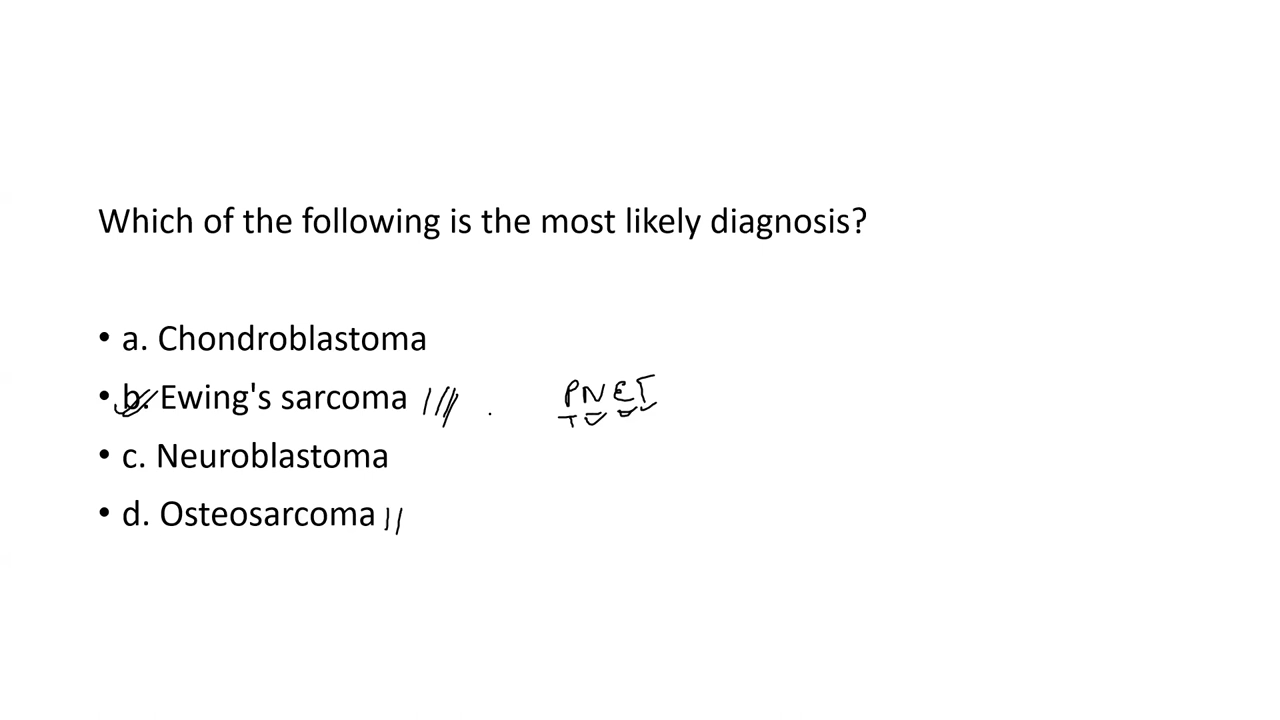 Which of the following is the most likely diagnosis?
• a. Chondroblastoma
• b. Ewing's sarcoma PNET
• c. Neuroblastoma
• d. Osteosarcoma